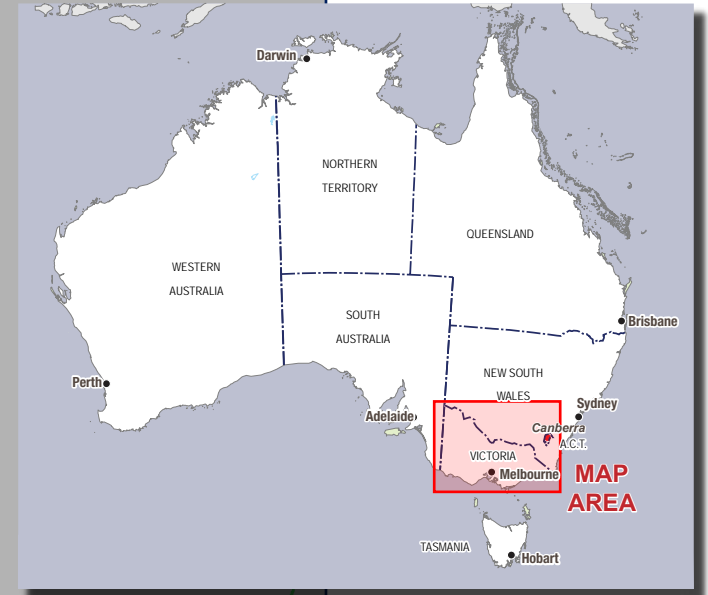 Darwin
NORTHERN
TERRITORY
QUEENSLAND
WESTERN
AUSTRALIA
SOUTH
AUSTRALIA
Brisbane
NEW SOUTH
WALES
Perth
Adelaide
Sydney
Canberra
A.C.T.
VICTORIA
Melbourne
MAP
AREA
TASMANIA
Hobart